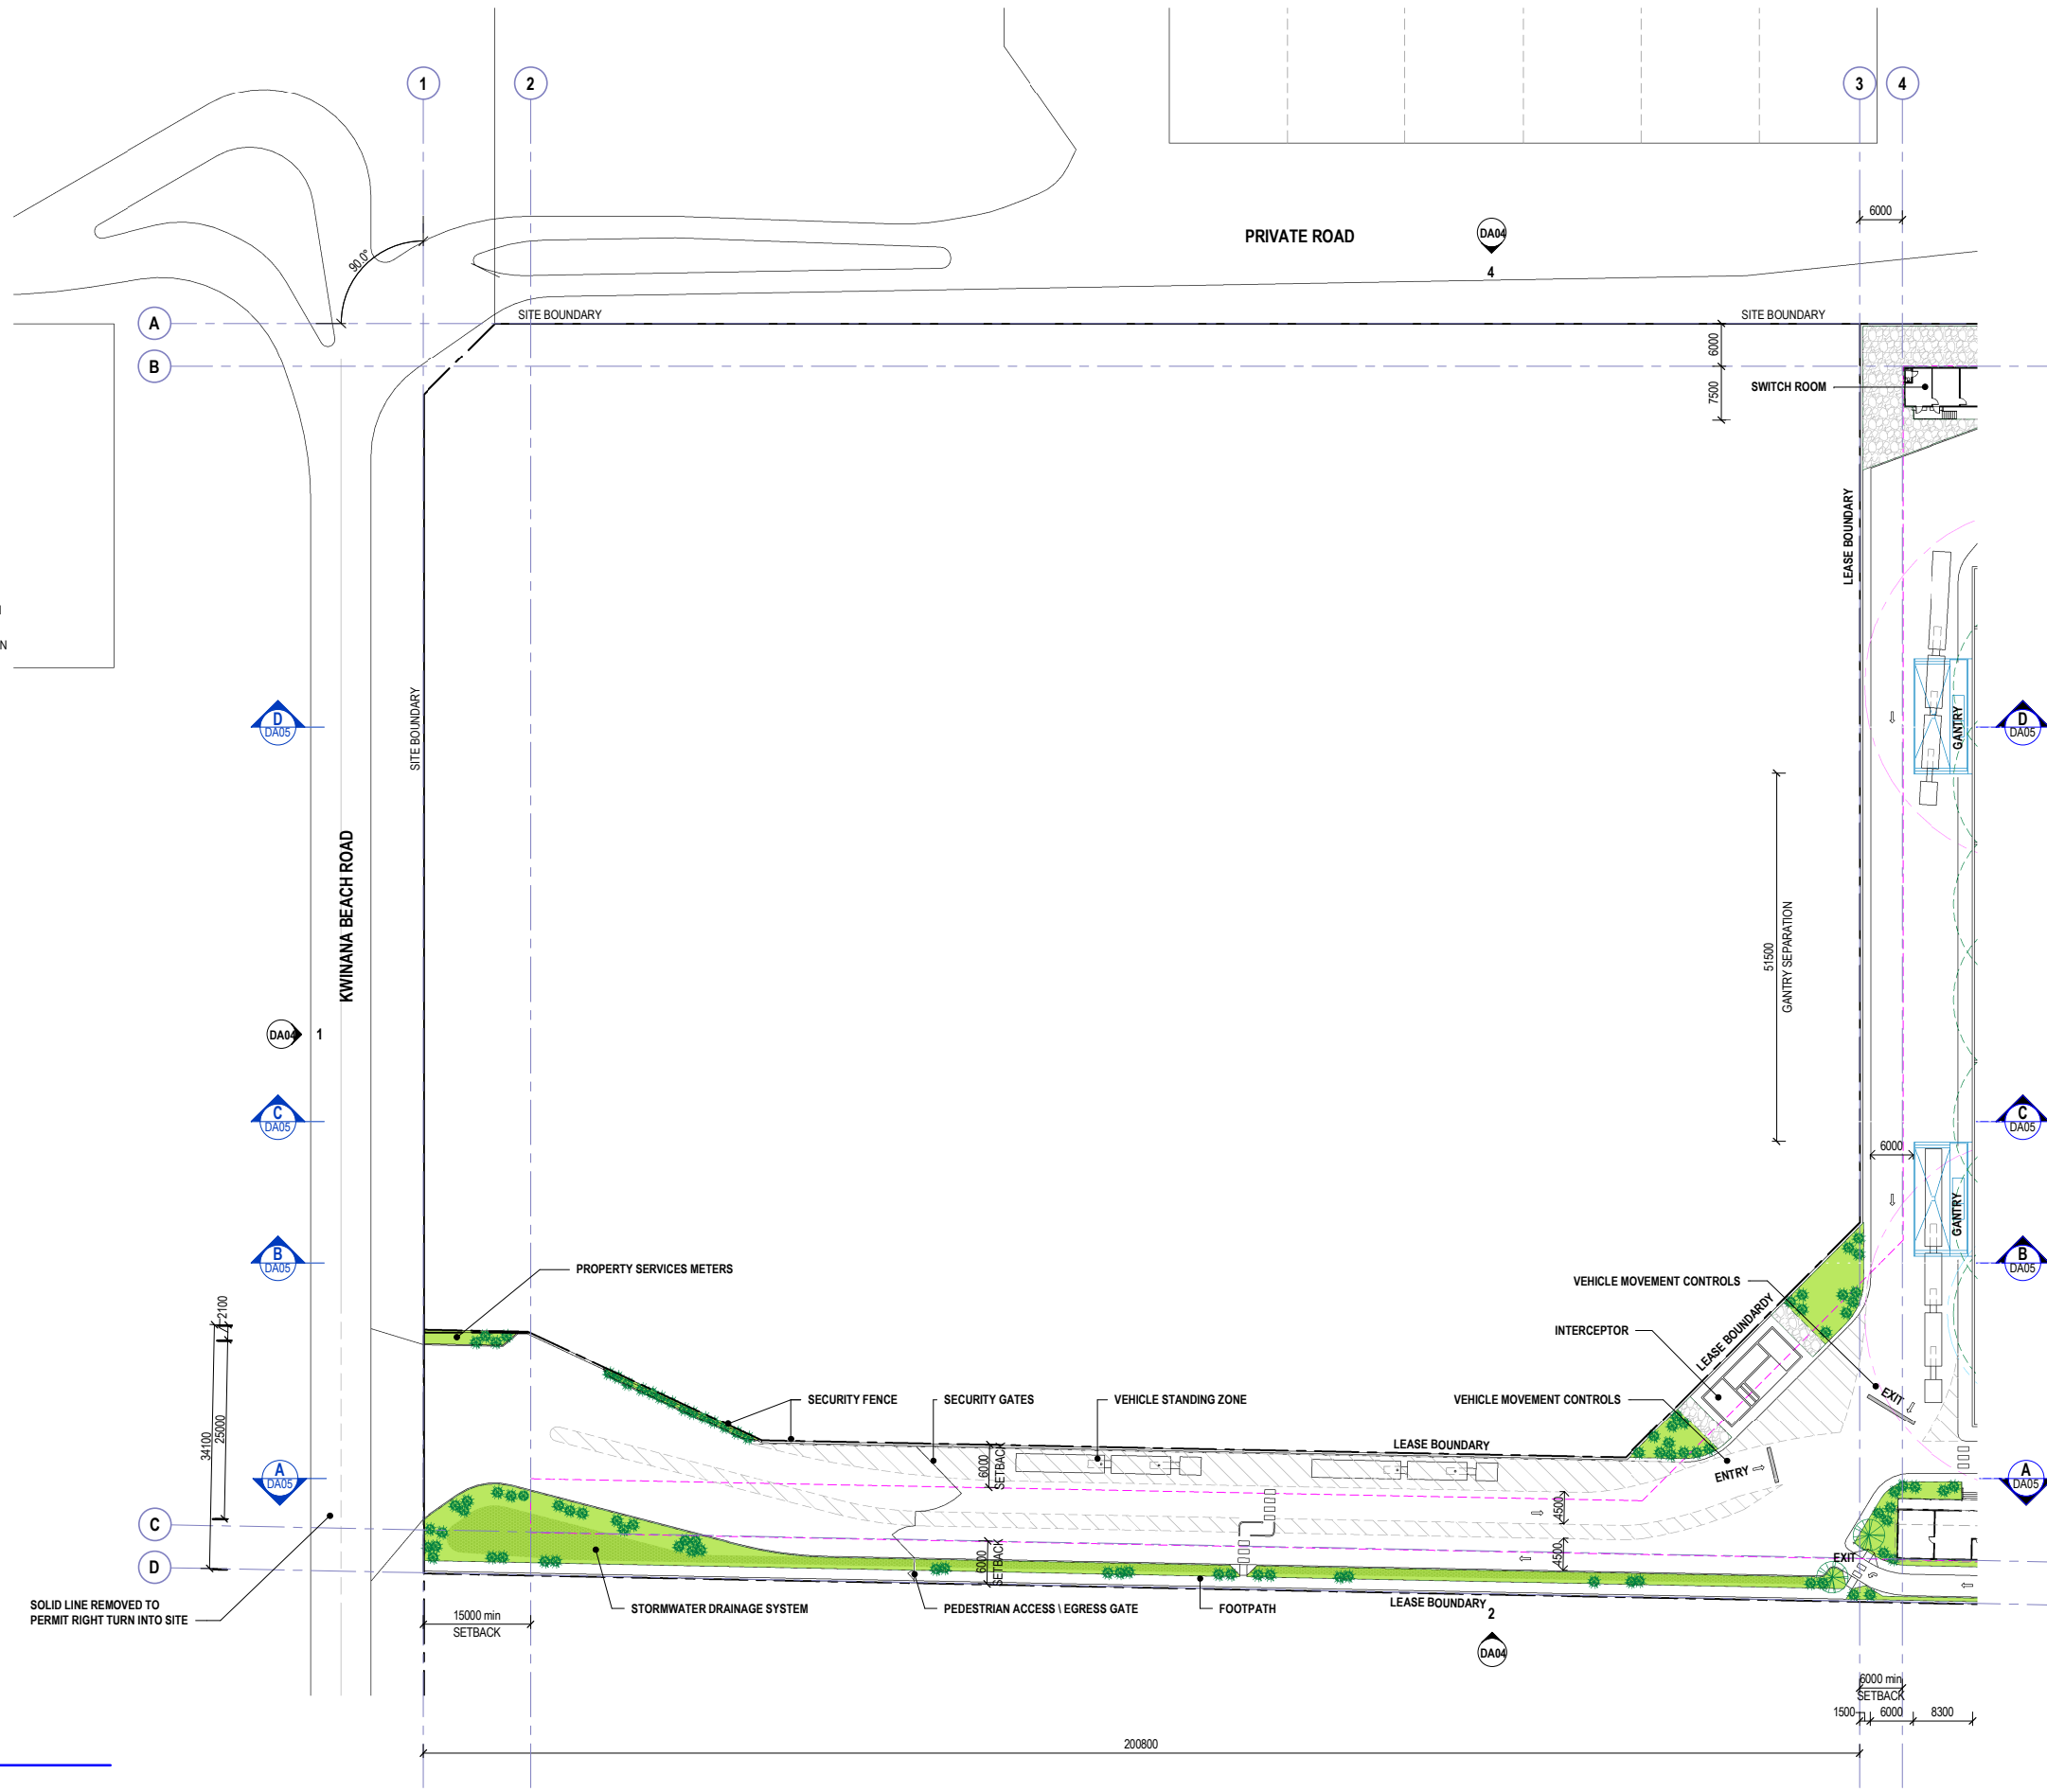 1
2
3
4
6000
PRIVATE ROAD
DA04
4
90.0°
A
SITE BOUNDARY
SITE BOUNDARY
B
6000
7500
SWITCH ROOM
LEASE BOUNDARY
N
D
DA05
SITE BOUNDARY
GANTRY
D
DA05
KWINANA BEACH ROAD
51500
GANTRY SEPARATION
DA04
1
C
DA05
C
DA05
6000
GANTRY
B
DA05
B
DA05
PROPERTY SERVICES METERS
VEHICLE MOVEMENT CONTROLS
2100
25000
34100
INTERCEPTOR
LEASE BOUNDARDY
SECURITY FENCE
SECURITY GATES
VEHICLE STANDING ZONE
VEHICLE MOVEMENT CONTROLS
EXIT
LEASE BOUNDARY
6000
SETBACK
ENTRY
A
DA05
A
DA05
4500
C
D
6000
SETBACK
4500
EXIT
SOLID LINE REMOVED TO
PERMIT RIGHT TURN INTO SITE
STORMWATER DRAINAGE SYSTEM
PEDESTRIAN ACCESS \ EGRESS GATE
FOOTPATH
LEASE BOUNDARY
2
DA04
15000 min
SETBACK
6000 min
SETBACK
1500
6000
8300
200800